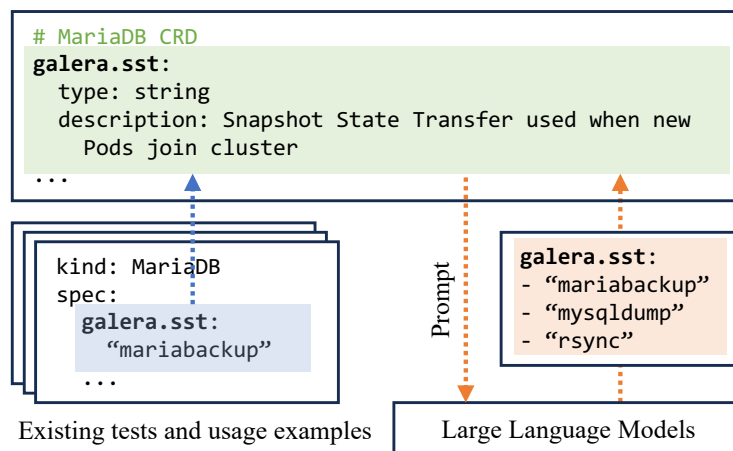 # MariaDB CRD
galera.sst:
type: string
description: Snapshot State Transfer used when new
Pods join cluster
...
kind: MariaDB
spec:
galera.sst:
“mariabackup”
...
Existing tests and usage examples
Prompt
galera.sst:
- “mariabackup”
- “mysqldump”
- “rsync”
Large Language Models